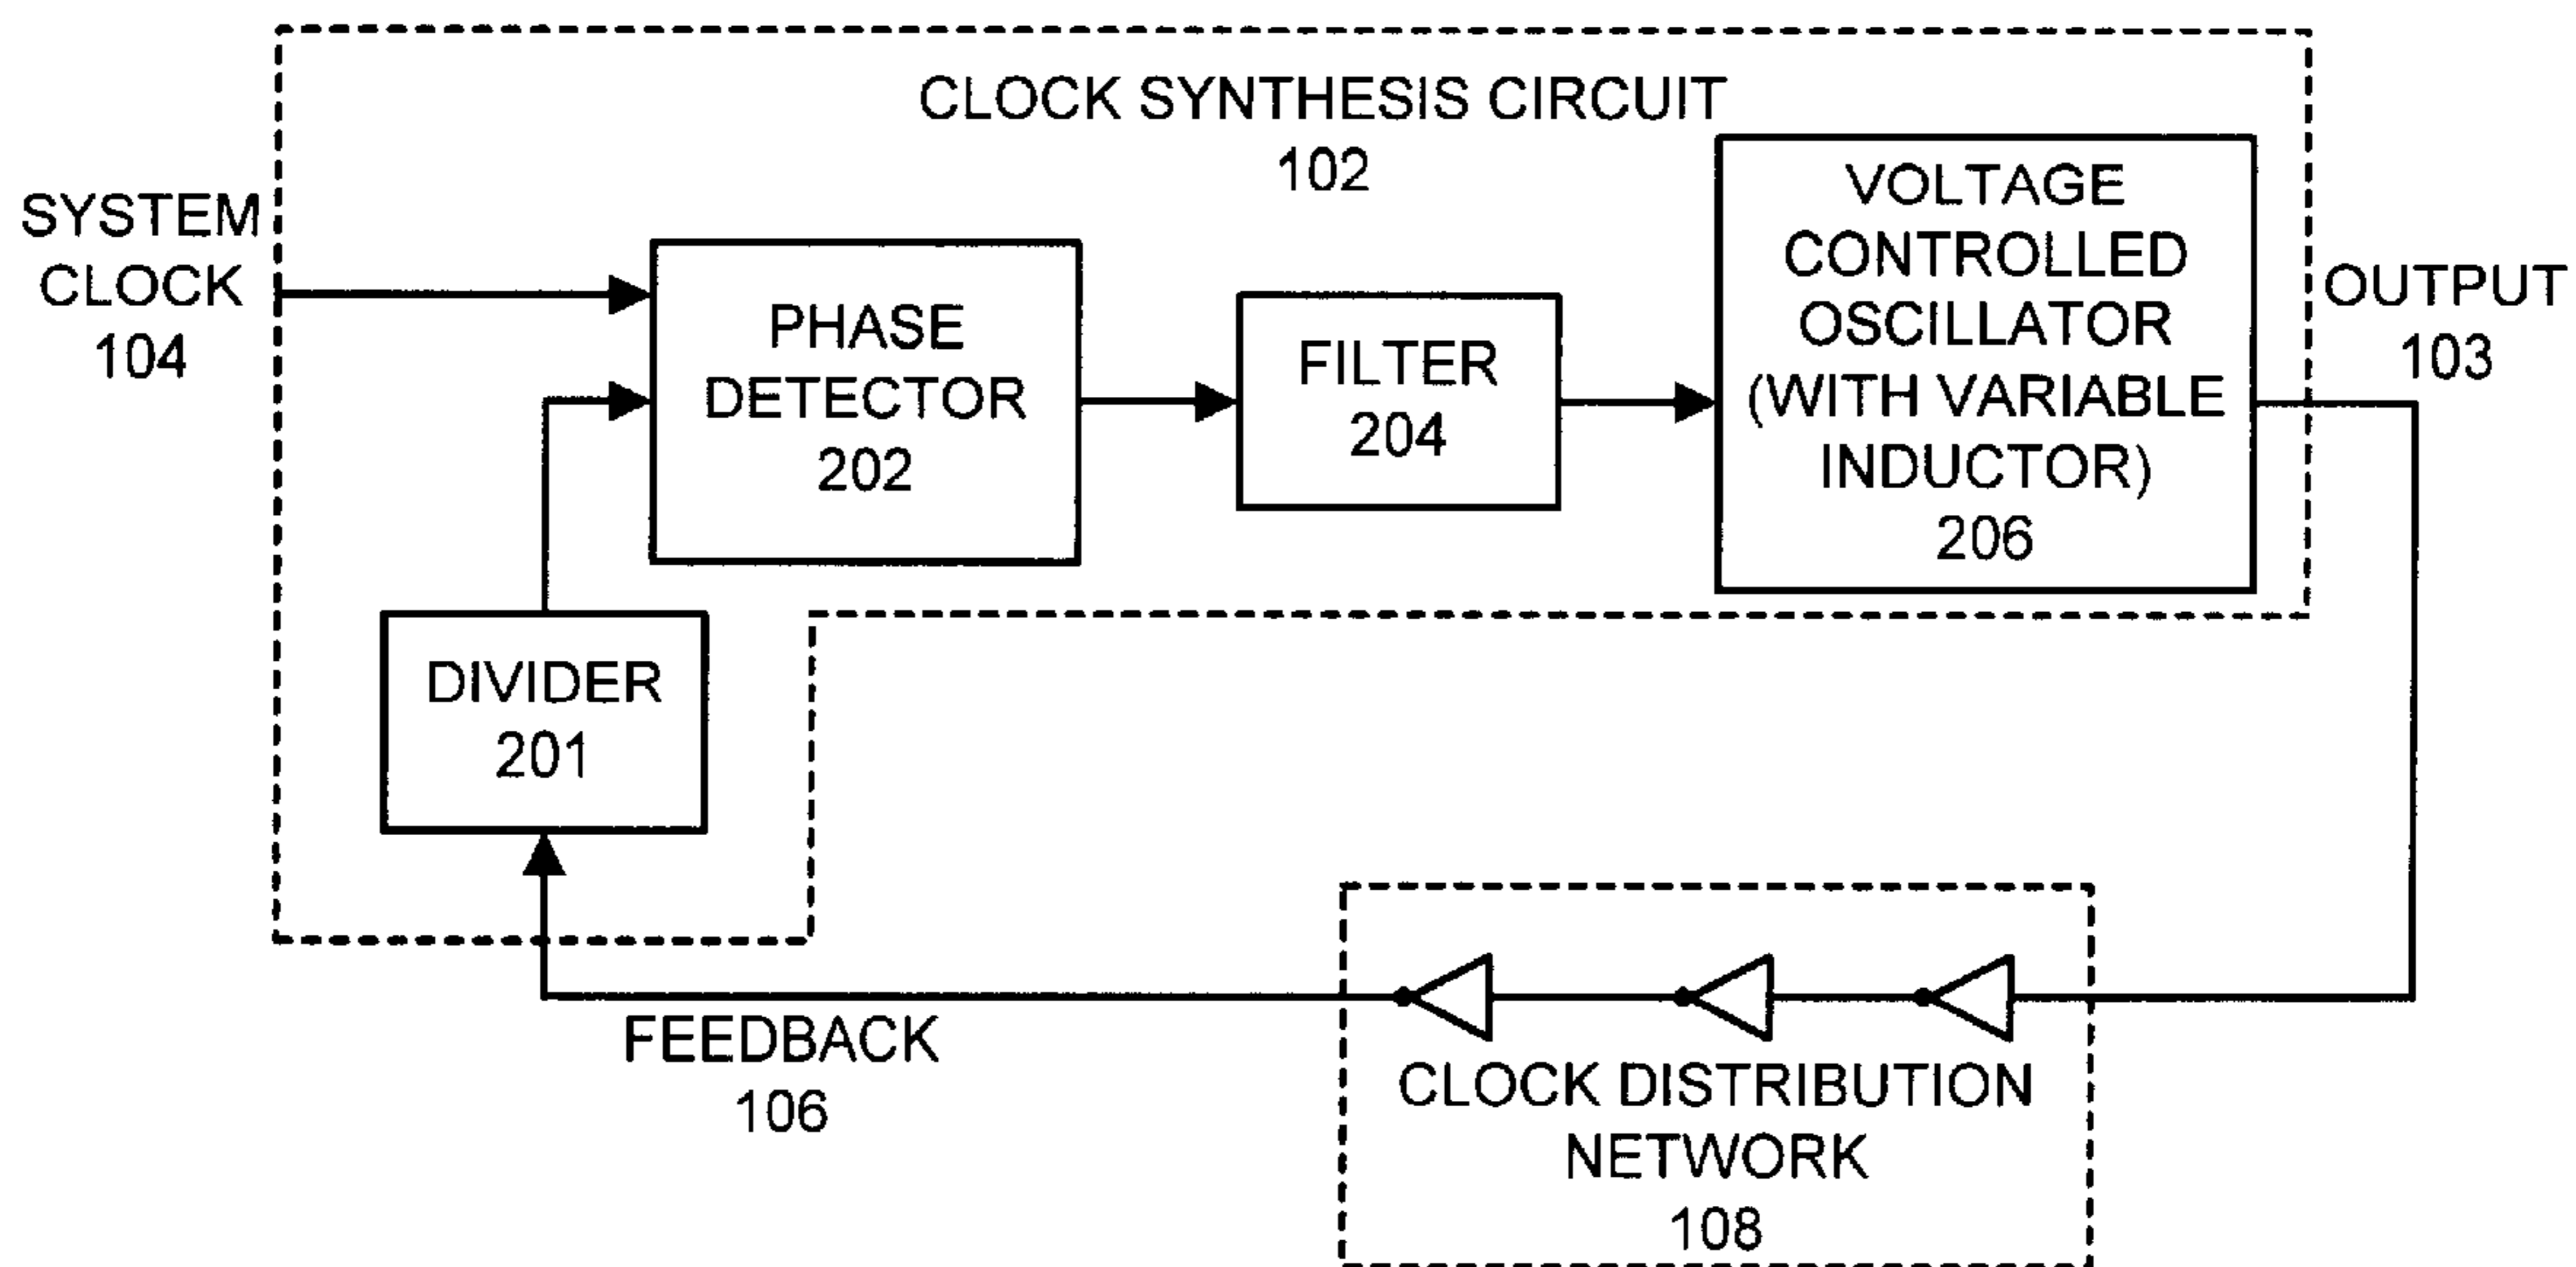 CLOCK SYNTHESIS CIRCUIT
102
SYSTEM
CLOCK
104
PHASE
DETECTOR
202
FILTER
204
VOLTAGE
CONTROLLED
OSCILLATOR
(WITH VARIABLE
INDUCTOR)
206
OUTPUT
103
DIVIDER
201
FEEDBACK
106
CLOCK DISTRIBUTION
NETWORK
108